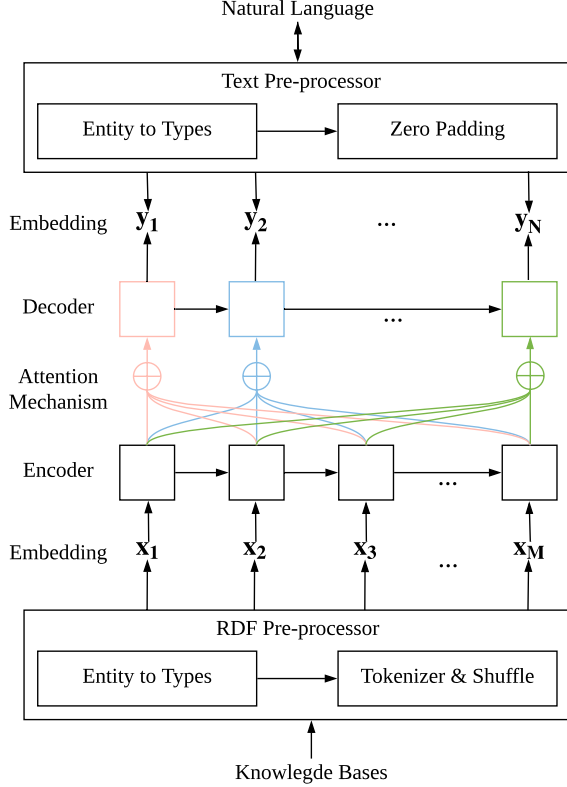 Natural Language
Text Pre-processor
Entity to Types
Zero Padding
Embedding
y1
y2
...
yN
Decoder
...
Attention
Mechanism
Encoder
...
Embedding
x1
x2
x3
...
xM
RDF Pre-processor
Entity to Types
Tokenizer & Shuffle
Knowlegde Bases